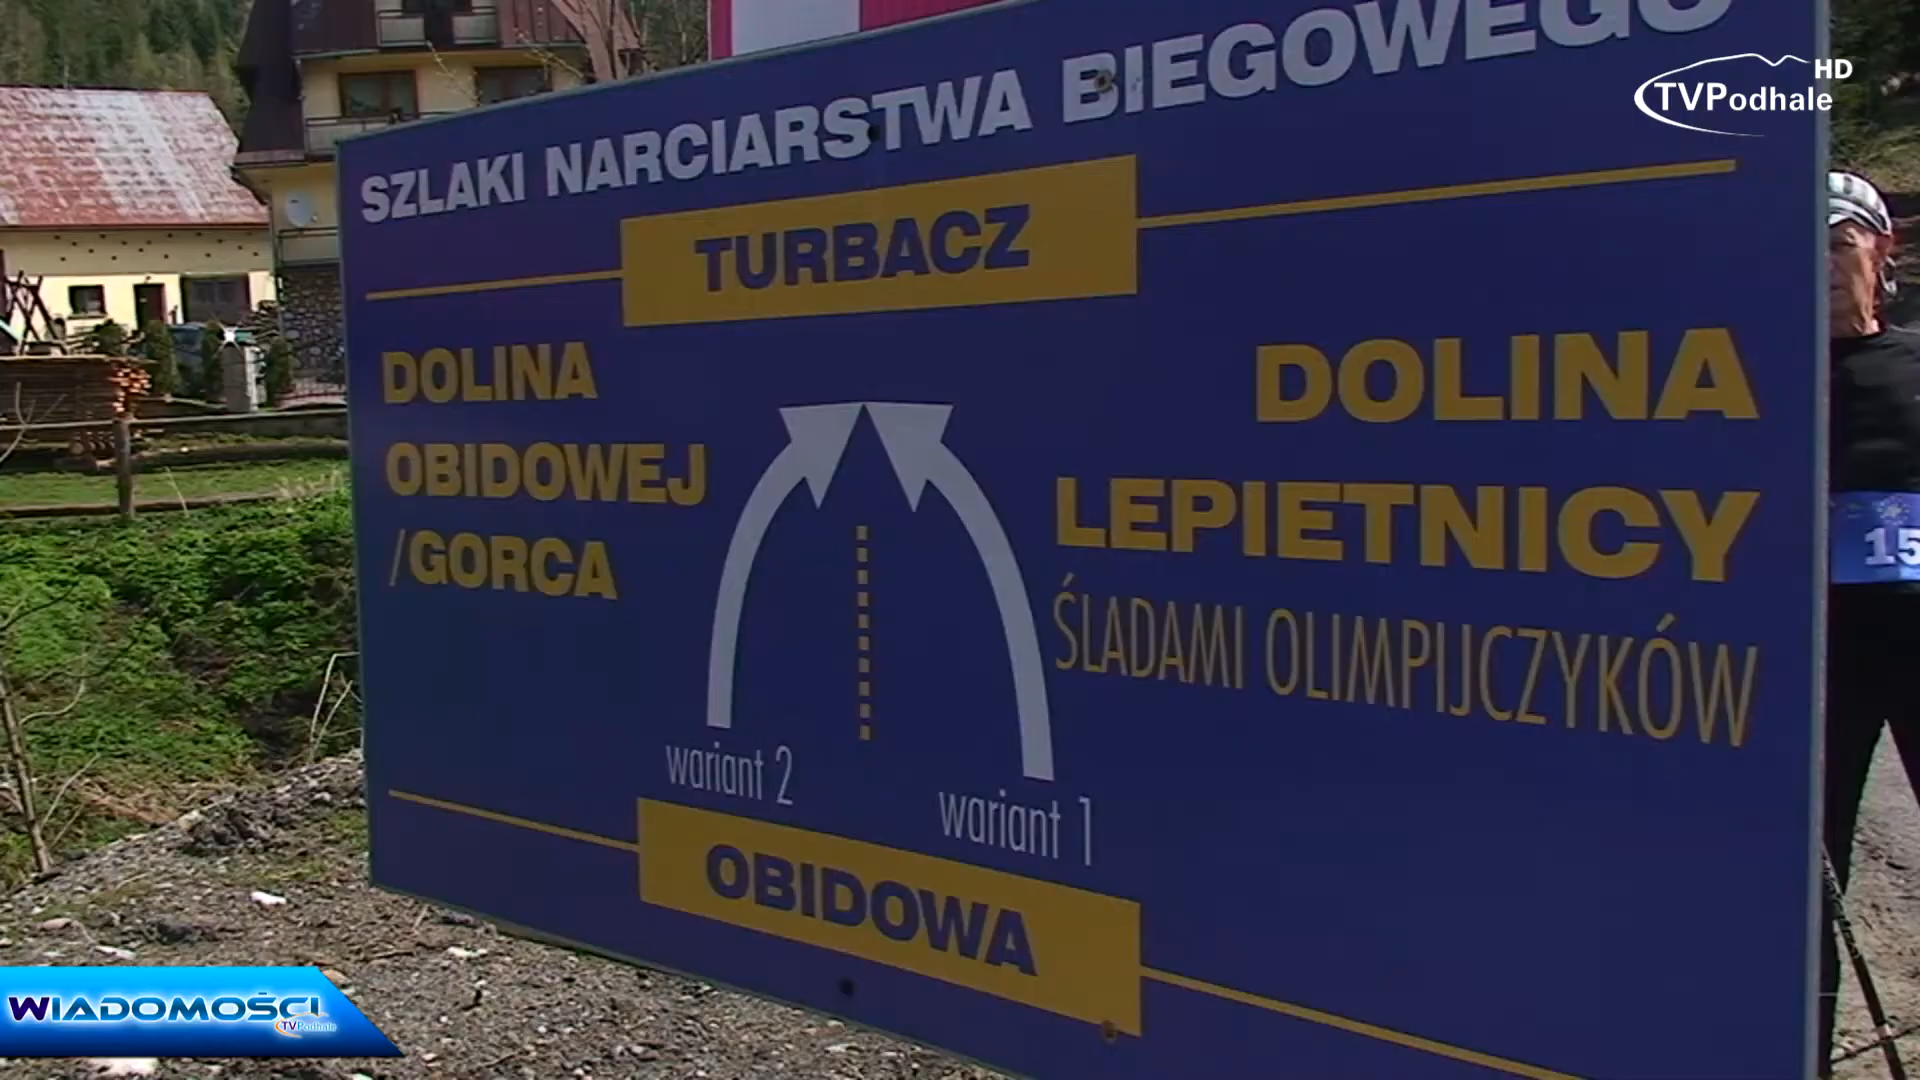 SZLAKI NARCIARSTWA BIEGOWEGO
TVPodhale HD
TURBACZ
DOLINA
OBIDOWEJ
/GORCA
DOLINA
LEPIETNICY
ŚLADAMI OLIMPIJCZYKÓW
wariant 2
wariant 1
OBIDOWA
15
WIADOMOŚCI
TVPodhale